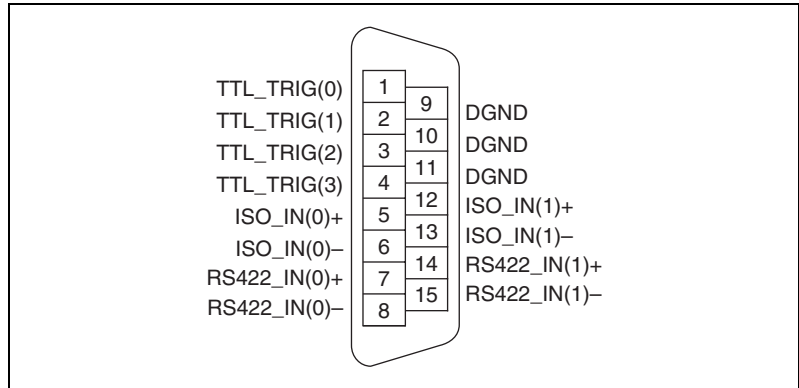 TTL_TRIG(0) 1
9 DGND
TTL_TRIG(1) 2
10 DGND
TTL_TRIG(2) 3
11 DGND
TTL_TRIG(3) 4
12 ISO_IN(1)+
ISO_IN(0)+ 5
13 ISO_IN(1)–
ISO_IN(0)– 6
14 RS422_IN(1)+
RS422_IN(0)+ 7
15 RS422_IN(1)–
RS422_IN(0)– 8